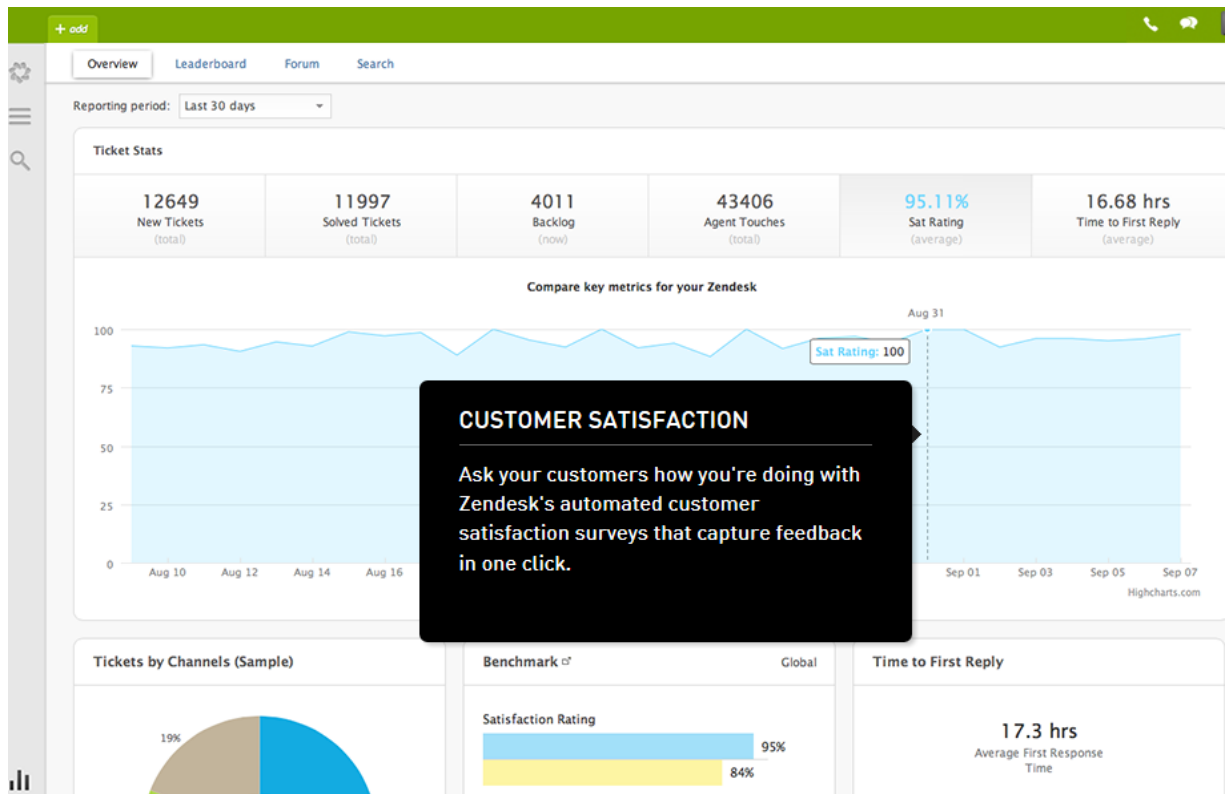 + add
Overview Leaderboard Forum Search
Reporting period: Last 30 days
Ticket Stats
12649 11997 4011 43406 95.11% 16.68 hrs
New Tickets Solved Tickets Backlog Agent Touches Sat Rating Time to First Reply
(total) (total) (now) (total) (average) (average)
Compare key metrics for your Zendesk
Aug 31
100
Sat Rating: 100
75
CUSTOMER SATISFACTION
50
Ask your customers how you're doing with
Zendesk's automated customer
25
satisfaction surveys that capture feedback
in one click.
0
Aug 10 Aug 12 Aug 14 Aug 16 Sep 01 Sep 03 Sep 05 Sep 07
Highcharts.com
Tickets by Channels (Sample) Benchmark Global Time to First Reply
Satisfaction Rating
19%
95%
84%
17.3 hrs
Average First Response
Time